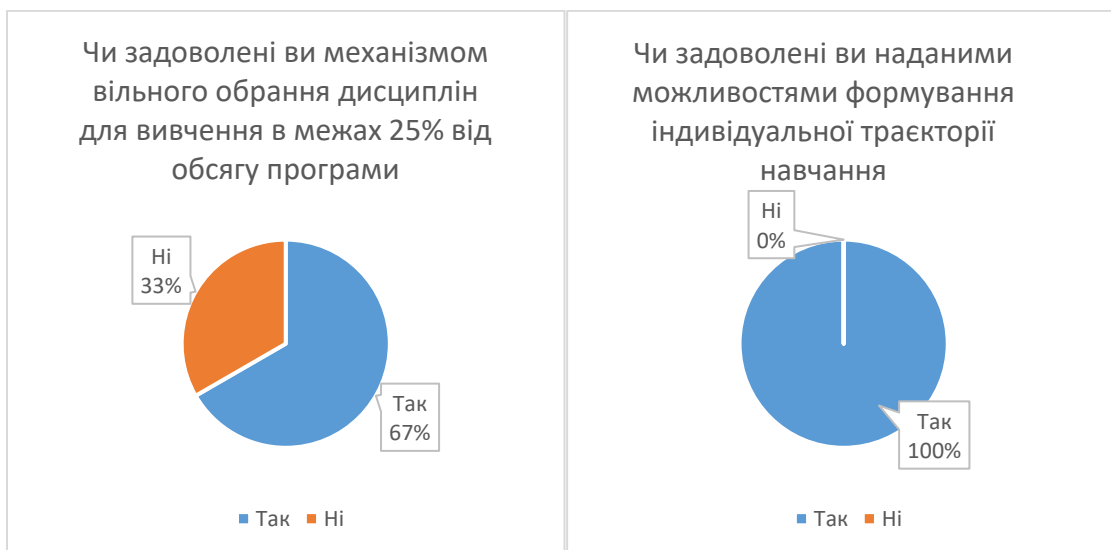 Чи задоволені ви механізмом
вільного обрання дисциплін
для вивчення в межах 25% від
обсягу програми
Ні
33%
Так
67%
Так Ні
Чи задоволені ви наданими
можливостями формування
індивідуальної траєкторії
навчання
Ні
0%
Так
100%
Так Ні